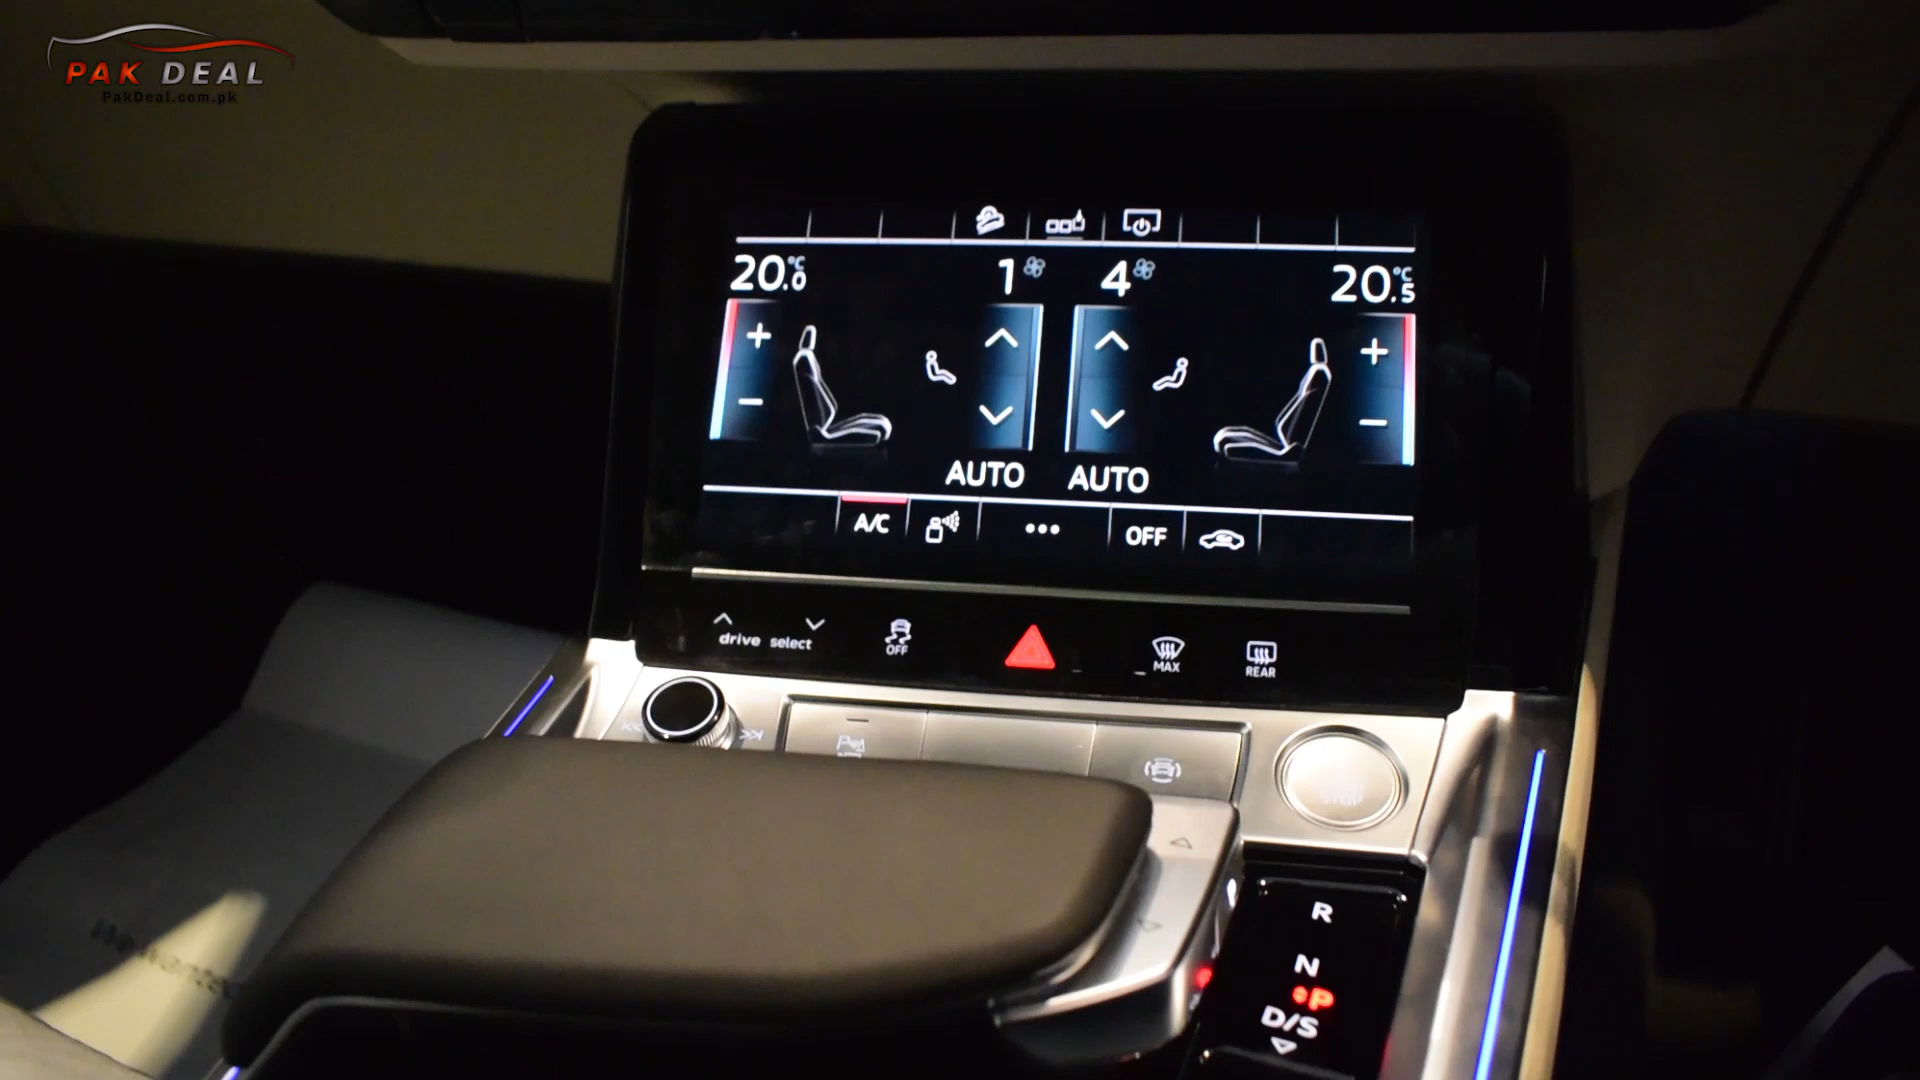 PAK DEAL
PakDeal.com.pk
20.0°C 1 4 20.5°C
+ +
- -
AUTO AUTO
A/C ... OFF
drive select OFF MAX REAR
STOP
R
N
P
D/S